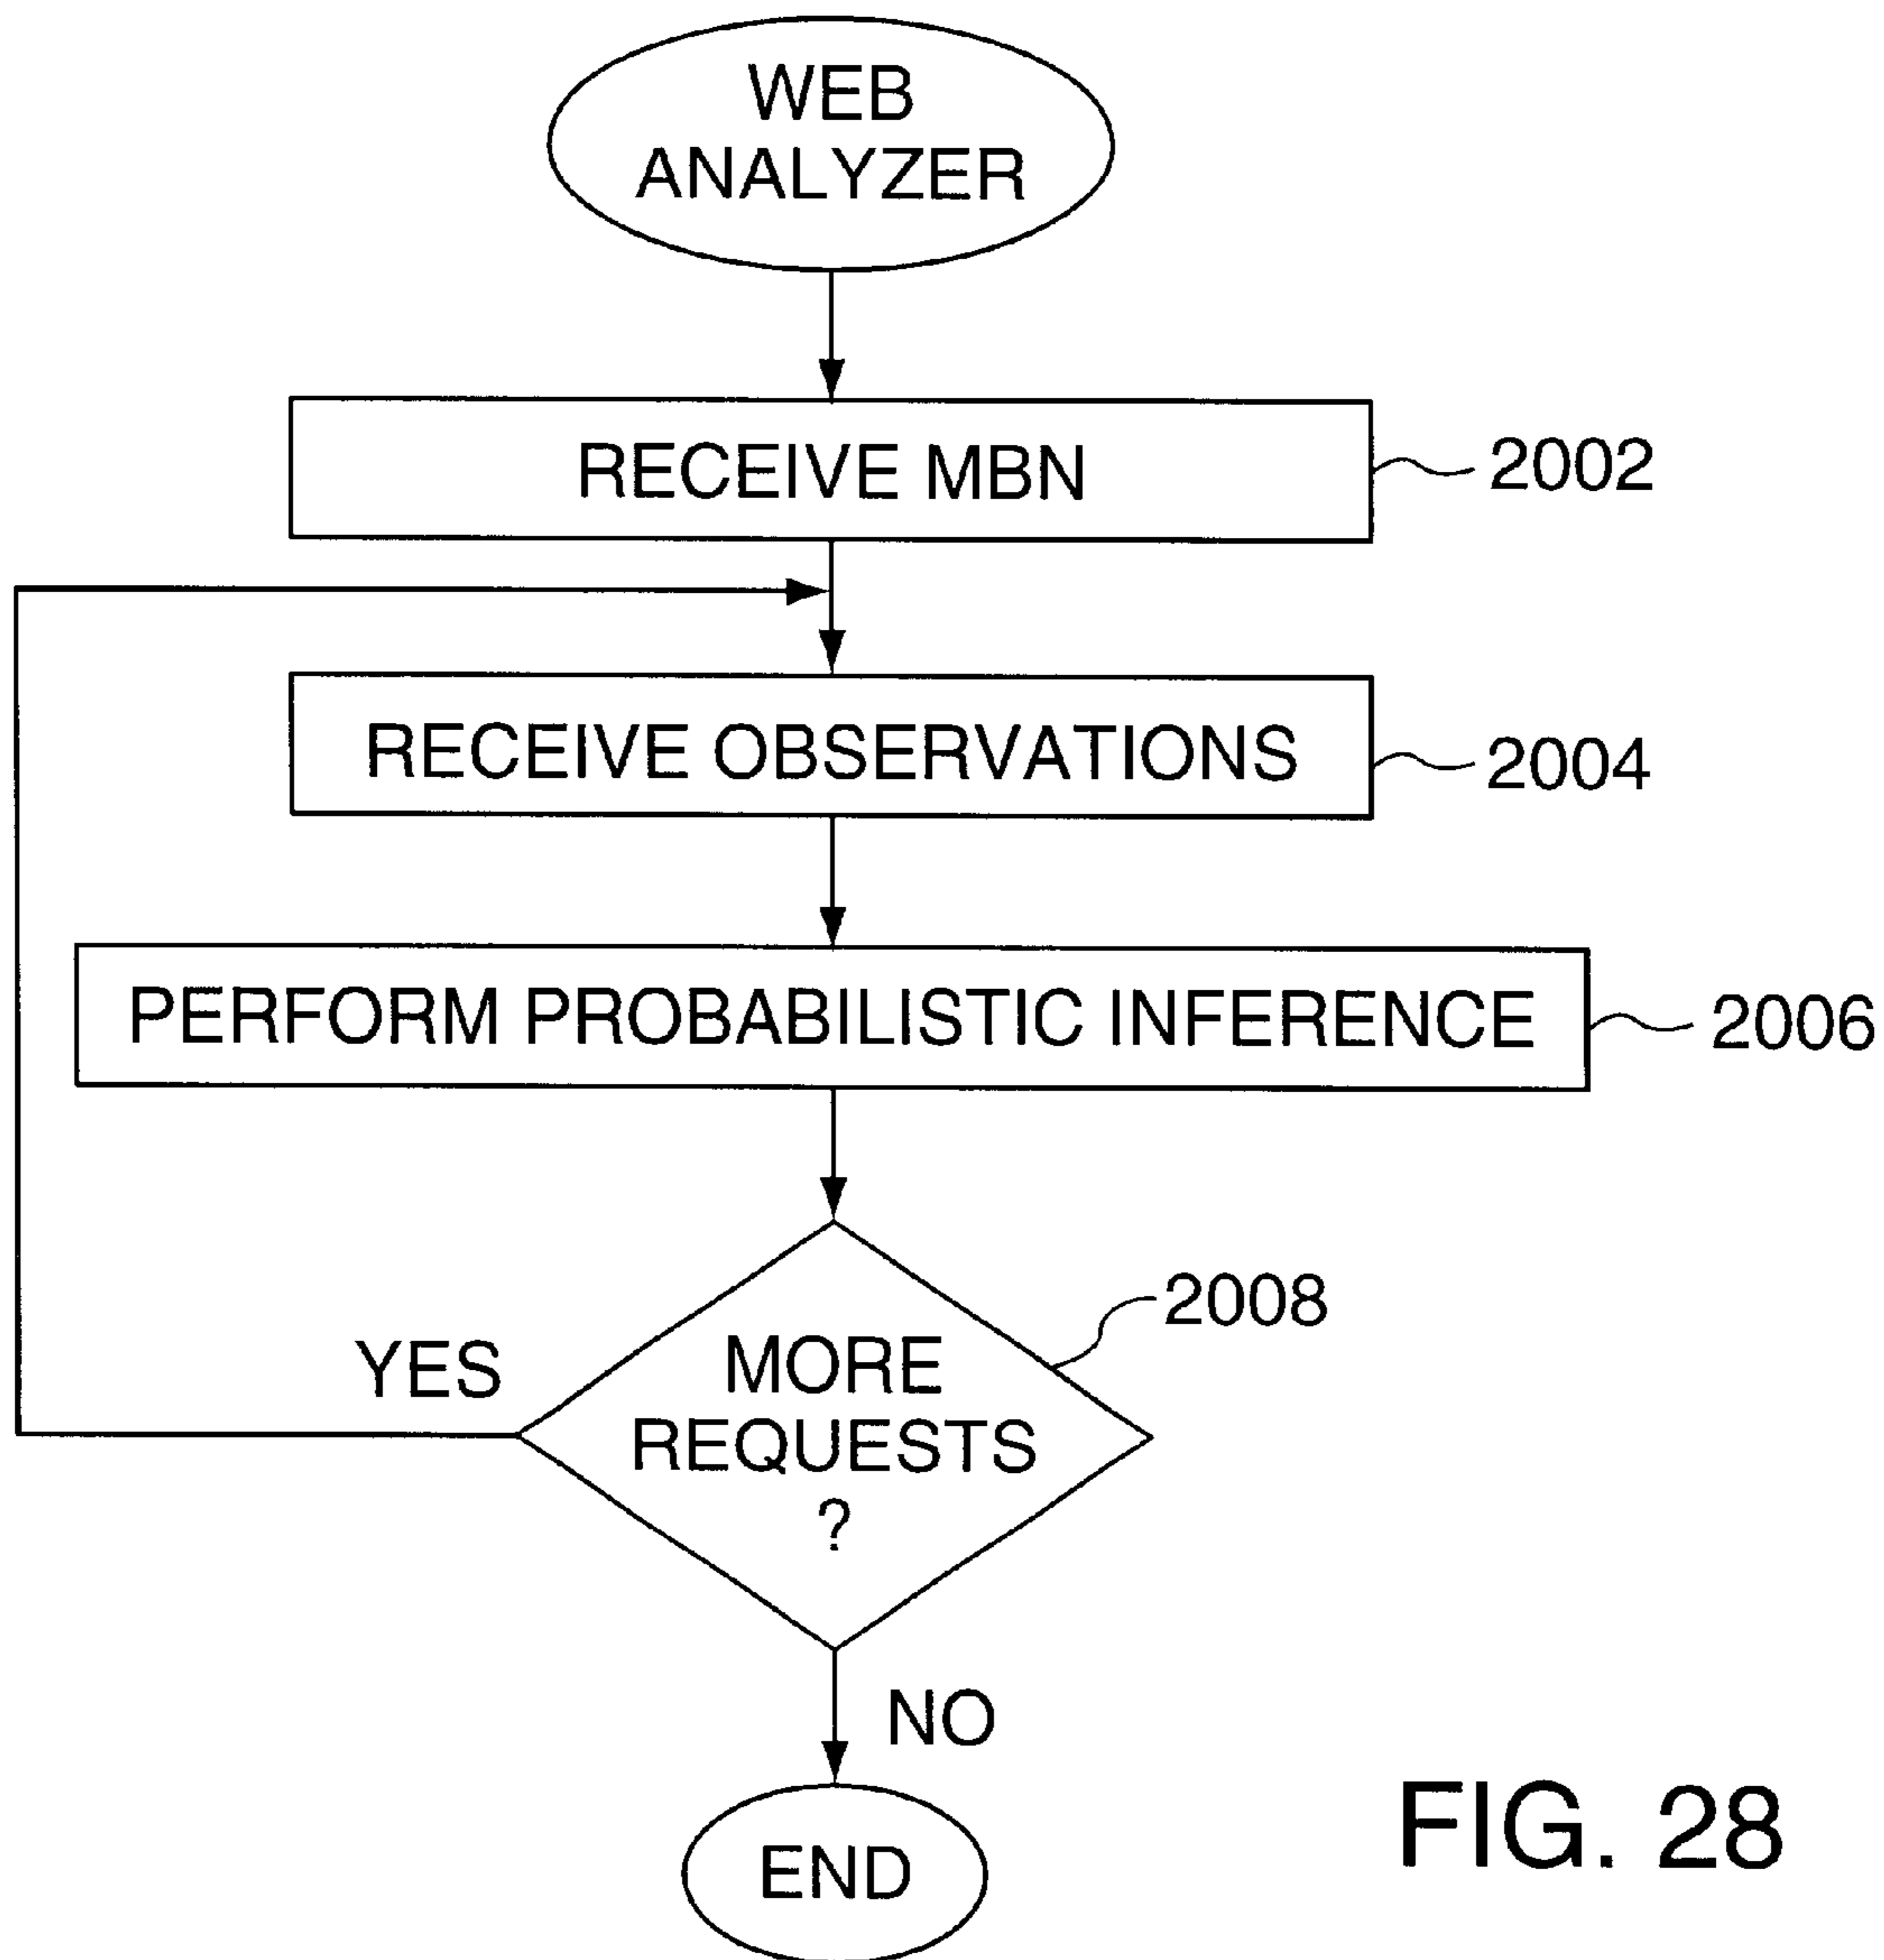 WEB
ANALYZER
RECEIVE MBN
2002
RECEIVE OBSERVATIONS
2004
PERFORM PROBABILISTIC INFERENCE
2006
2008
YES
MORE
REQUESTS
?
NO
END
FIG. 28